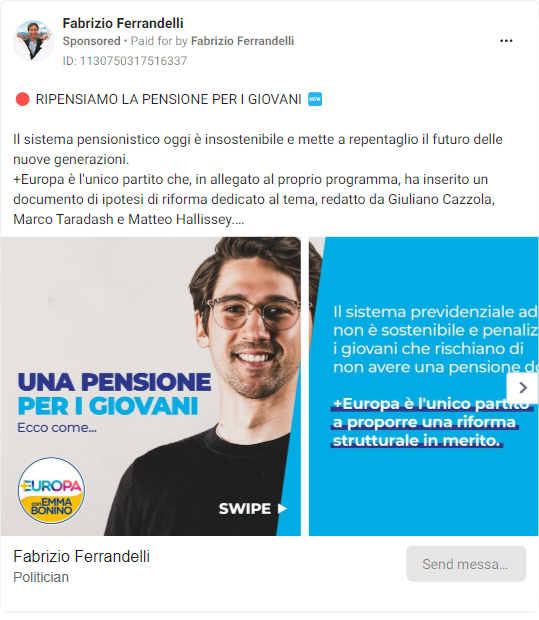 Fabrizio Ferrandelli
Sponsored • Paid for by Fabrizio Ferrandelli
ID: 1130750317516337
RIPENSIAMO LA PENSIONE PER I GIOVANI NEW
Il sistema pensionistico oggi è insostenibile e mette a repentaglio il futuro delle
nuove generazioni.
+Europa è l'unico partito che, in allegato al proprio programma, ha inserito un
documento di ipotesi di riforma dedicato al tema, redatto da Giuliano Cazzola,
Marco Taradash e Matteo Hallissey....
UNA PENSIONE
PER I GIOVANI
Ecco come...
+EUROPA
con EMMA
BONINO
SWIPE
Il sistema previdenziale ad
non è sostenibile e penaliz
i giovani che rischiano di
non avere una pensione d
+Europa è l'unico partito
a proporre una riforma
strutturale in merito.
Fabrizio Ferrandelli
Politician
Send messa...